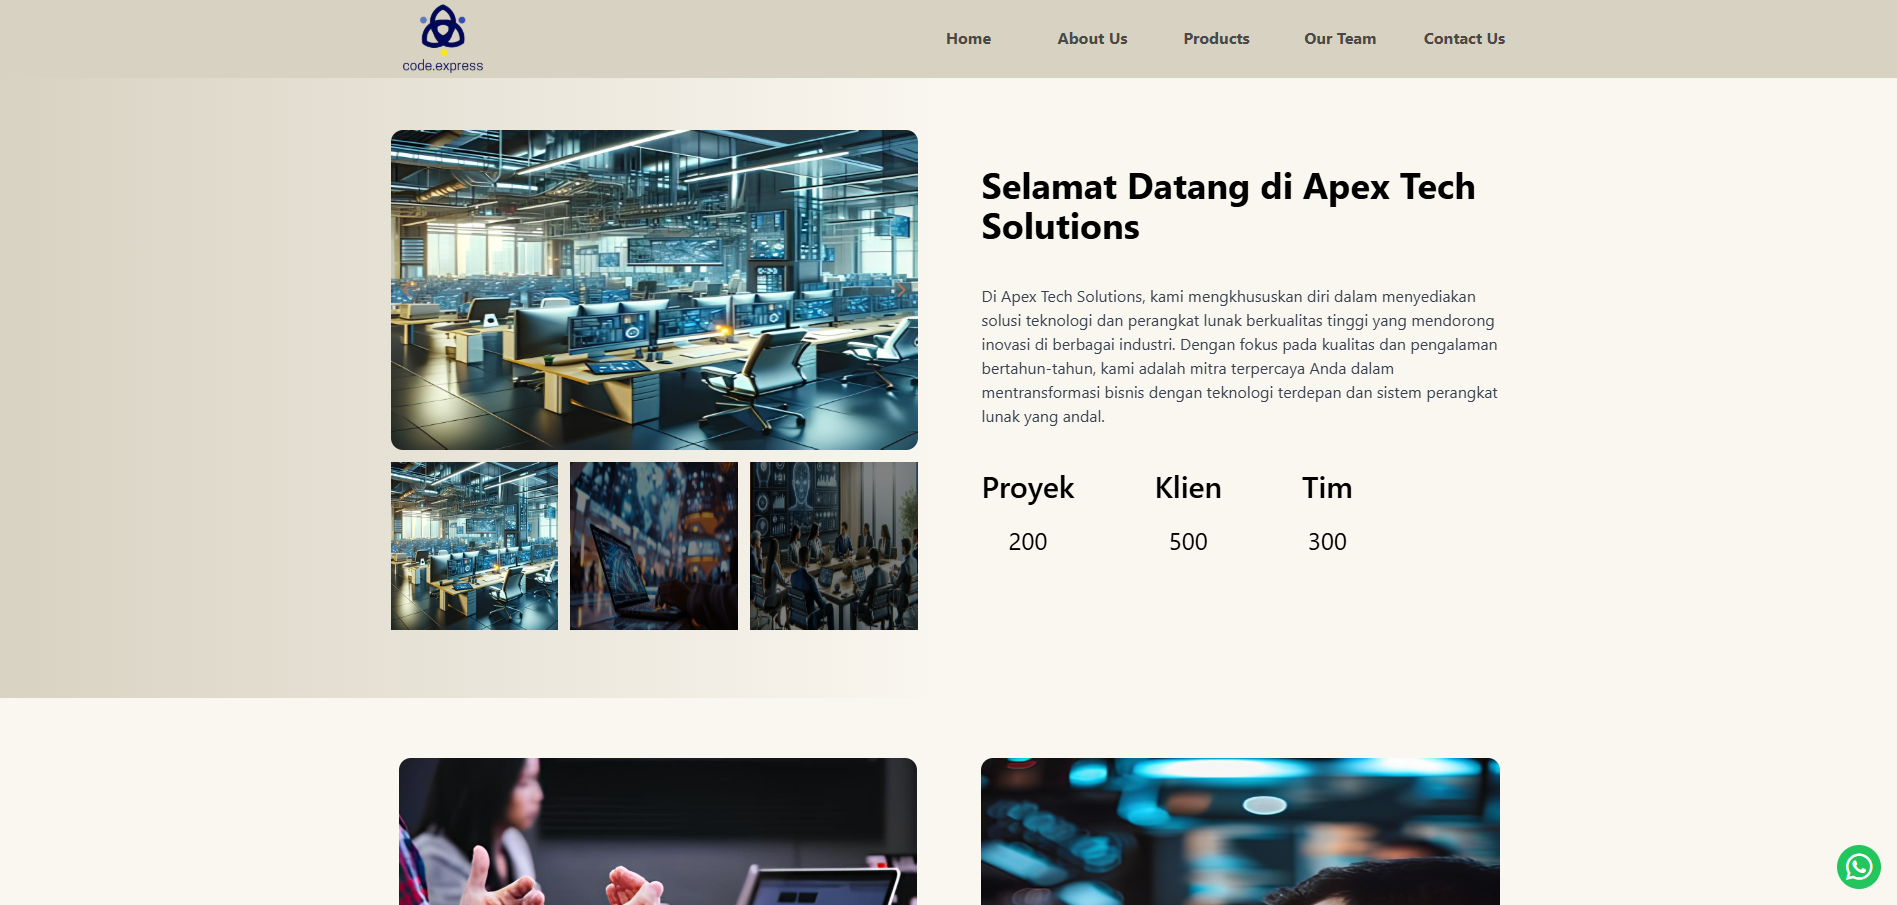 code.express
Home
About Us
Products
Our Team
Contact Us
Selamat Datang di Apex Tech
Solutions
Di Apex Tech Solutions, kami mengkhususkan diri dalam menyediakan
solusi teknologi dan perangkat lunak berkualitas tinggi yang mendorong
inovasi di berbagai industri. Dengan fokus pada kualitas dan pengalaman
bertahun-tahun, kami adalah mitra terpercaya Anda dalam
mentransformasi bisnis dengan teknologi terdepan dan sistem perangkat
lunak yang andal.
Proyek
Klien
Tim
200
500
300